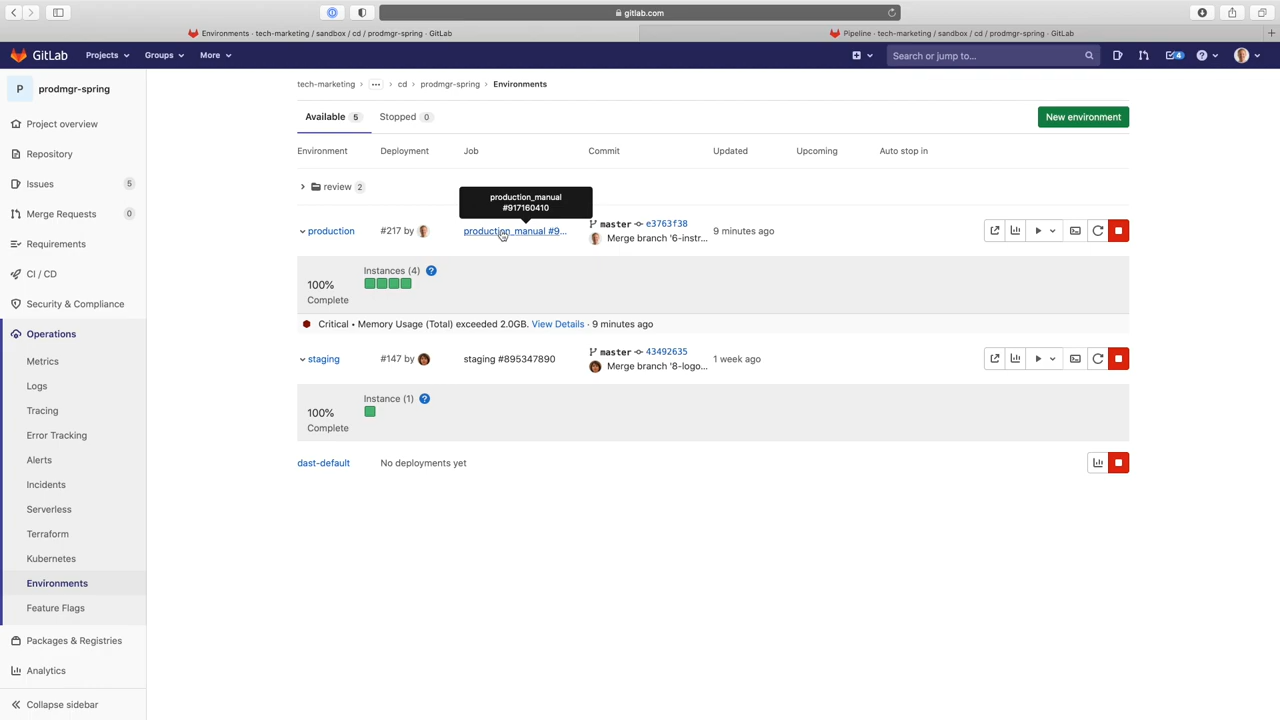 gitlab.com
Environments · tech-marketing / sandbox / cd / prodmgr-spring · GitLab
Pipeline · tech-marketing / sandbox / cd / prodmgr-spring · GitLab
GitLab
Projects
Groups
More
Search or jump to...
4
P
prodmgr-spring
Project overview
Repository
Issues
5
Merge Requests
0
Requirements
CI / CD
Security & Compliance
Operations
Metrics
Logs
Tracing
Error Tracking
Alerts
Incidents
Serverless
Terraform
Kubernetes
Environments
Feature Flags
Packages & Registries
Analytics
Collapse sidebar
tech-marketing > ... > cd > prodmgr-spring > Environments
Available 5
Stopped 0
New environment
Environment Deployment Job Commit Updated Upcoming Auto stop in
review 2
production_manual
#917160410
production #217 by production_manual #9... master e3763f38 9 minutes ago
Merge branch '6-instr...
Instances (4) ?
100%
Complete
Critical • Memory Usage (Total) exceeded 2.0GB. View Details · 9 minutes ago
staging #147 by staging #895347890 master 43492635 1 week ago
Merge branch '8-logo...
Instance (1) ?
100%
Complete
dast-default No deployments yet